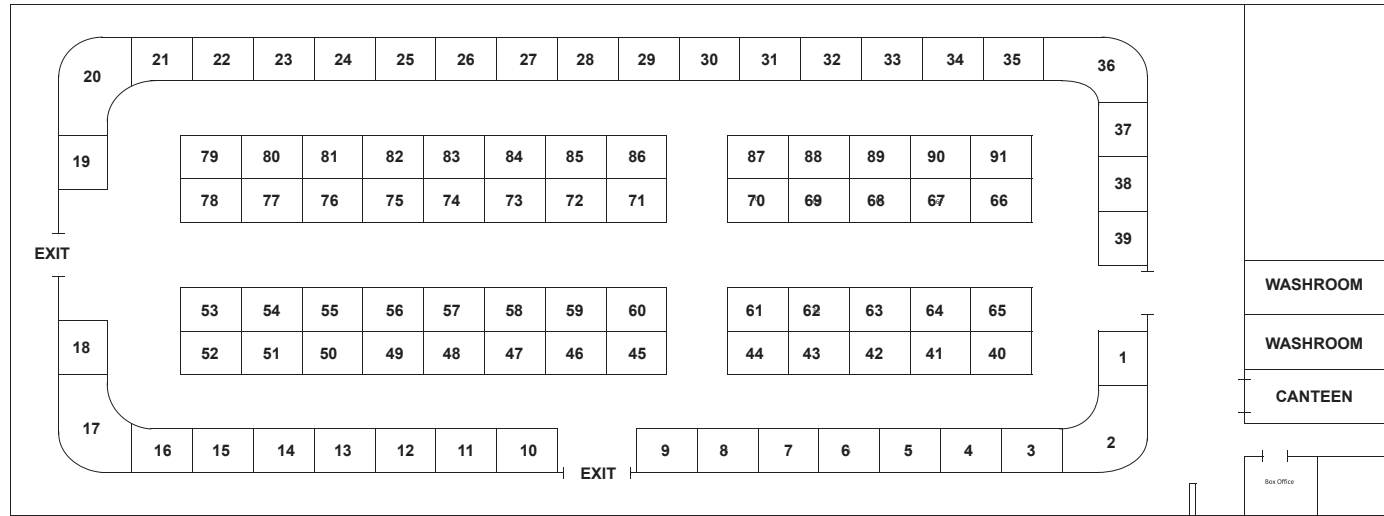 21 22 23 24 25 26 27 28 29 30 31 32 33 34 35
20 36
37
79 80 81 82 83 84 85 86 87 88 89 90 91
19
38
78 77 76 75 74 73 72 71 70 69 68 67 66
39
EXIT
WASHROOM
53 54 55 56 57 58 59 60 61 62 63 64 65
18 WASHROOM
52 51 50 49 48 47 46 45 44 43 42 41 40
1
CANTEEN
17 2
16 15 14 13 12 11 10 9 8 7 6 5 4 3
EXIT
Box Office